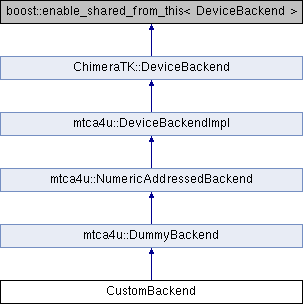 boost::enable_shared_from_this< DeviceBackend >
ChimeraTK::DeviceBackend
mtca4u::DeviceBackendImpl
mtca4u::NumericAddressedBackend
mtca4u::DummyBackend
CustomBackend